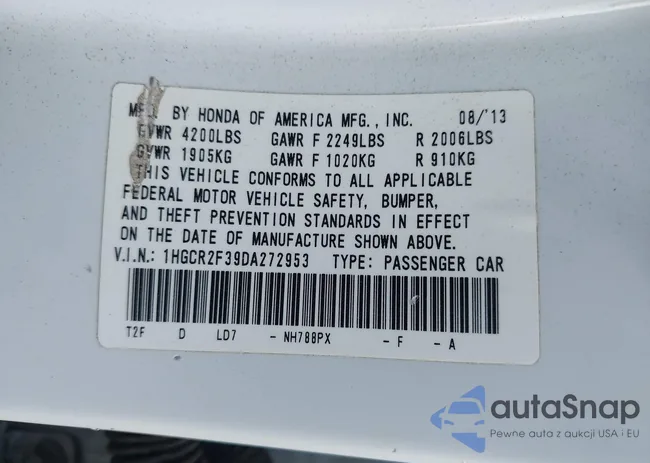 MFD BY HONDA OF AMERICA MFG., INC. 08/'13
GVWR 4200LBS GAWR F 2249LBS R 2006LBS
GVWR 1905KG GAWR F 1020KG R 910KG
THIS VEHICLE CONFORMS TO ALL APPLICABLE
FEDERAL MOTOR VEHICLE SAFETY, BUMPER,
AND THEFT PREVENTION STANDARDS IN EFFECT
ON THE DATE OF MANUFACTURE SHOWN ABOVE.
V.I.N.: 1HGCR2F39DA272953 TYPE: PASSENGER CAR
T2F D LD7 - NH788PX - F - A
autaSnap
Pewne auta z aukcji USA i EU